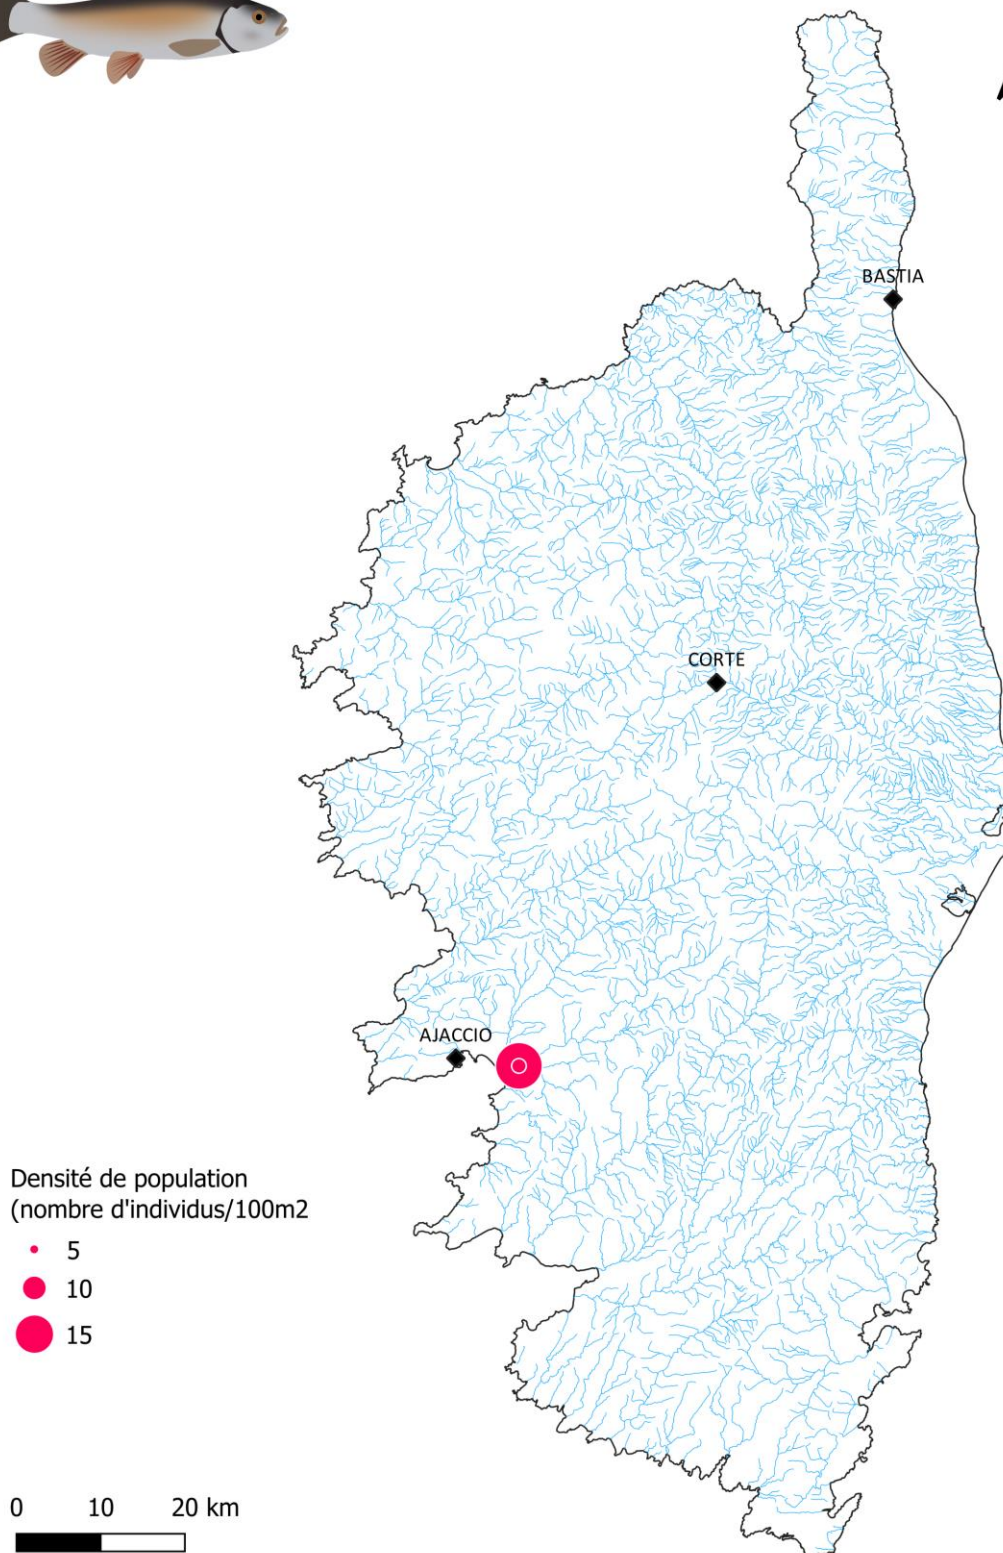 BASTIA
CORTE
AJACCIO
Densité de population
(nombre d'individus/100m2
5
10
15
0 10 20 km